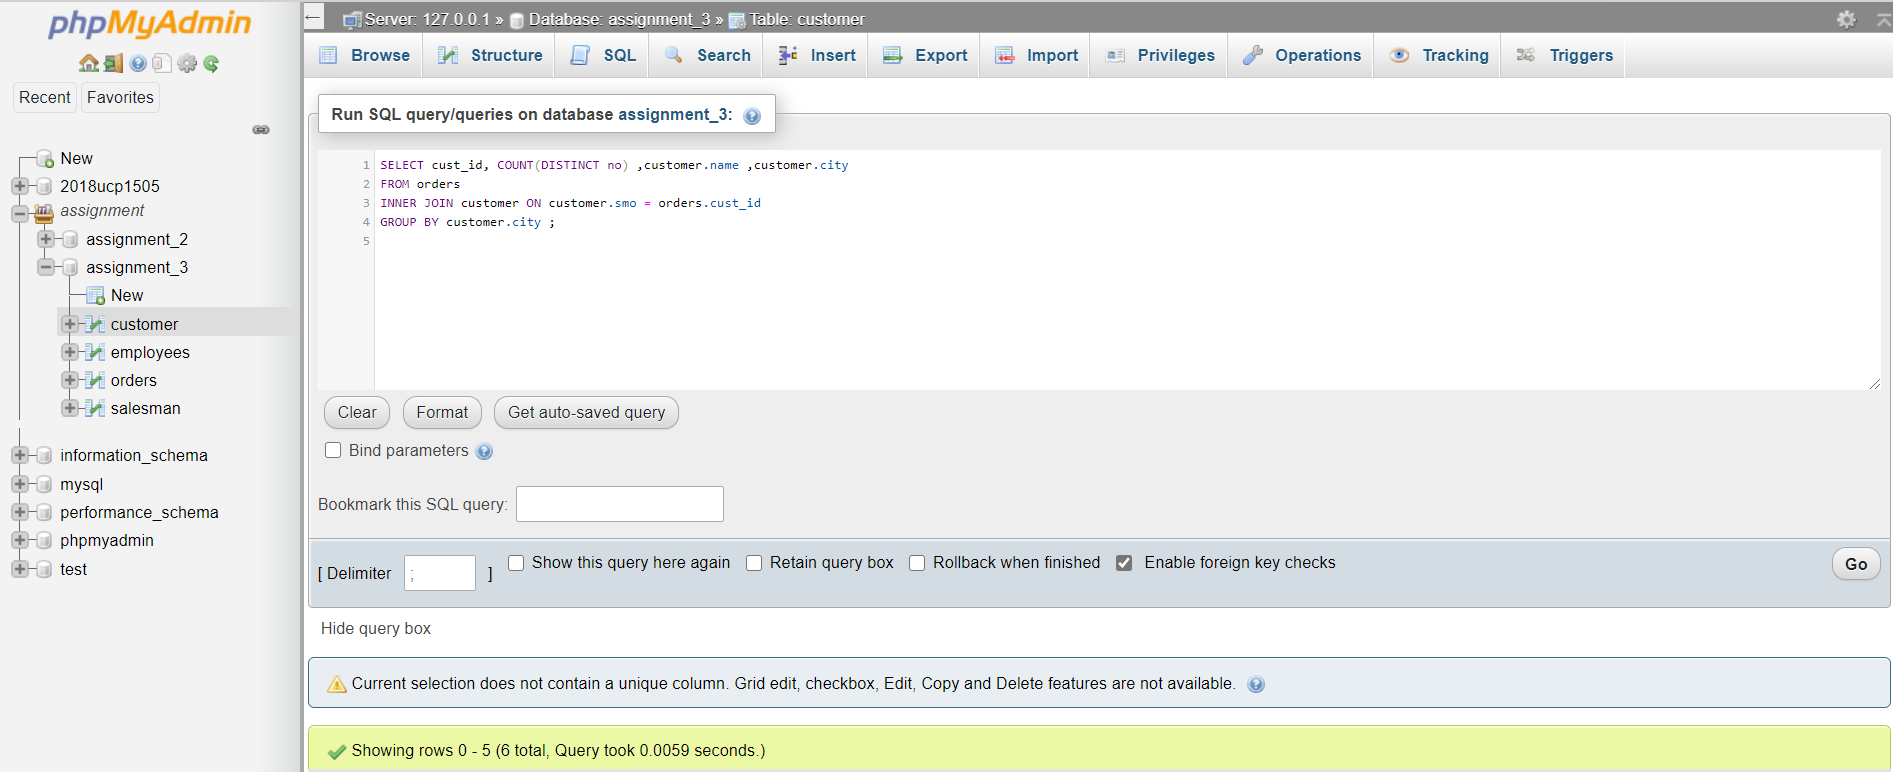 phpMyAdmin
Recent
Favorites
New
2018ucp1505
assignment
assignment_2
assignment_3
New
customer
employees
orders
salesman
information_schema
mysql
performance_schema
phpmyadmin
test
Server: 127.0.0.1 » Database: assignment_3 » Table: customer
Browse Structure SQL Search Insert Export Import Privileges Operations Tracking Triggers
Run SQL query/queries on database assignment_3:
1 SELECT cust_id, COUNT(DISTINCT no) ,customer.name ,customer.city
2 FROM orders
3 INNER JOIN customer ON customer.smo = orders.cust_id
4 GROUP BY customer.city ;
5
Clear Format Get auto-saved query
Bind parameters
Bookmark this SQL query:
[ Delimiter ; ] Show this query here again Retain query box Rollback when finished Enable foreign key checks Go
Hide query box
Current selection does not contain a unique column. Grid edit, checkbox, Edit, Copy and Delete features are not available.
Showing rows 0 - 5 (6 total, Query took 0.0059 seconds.)